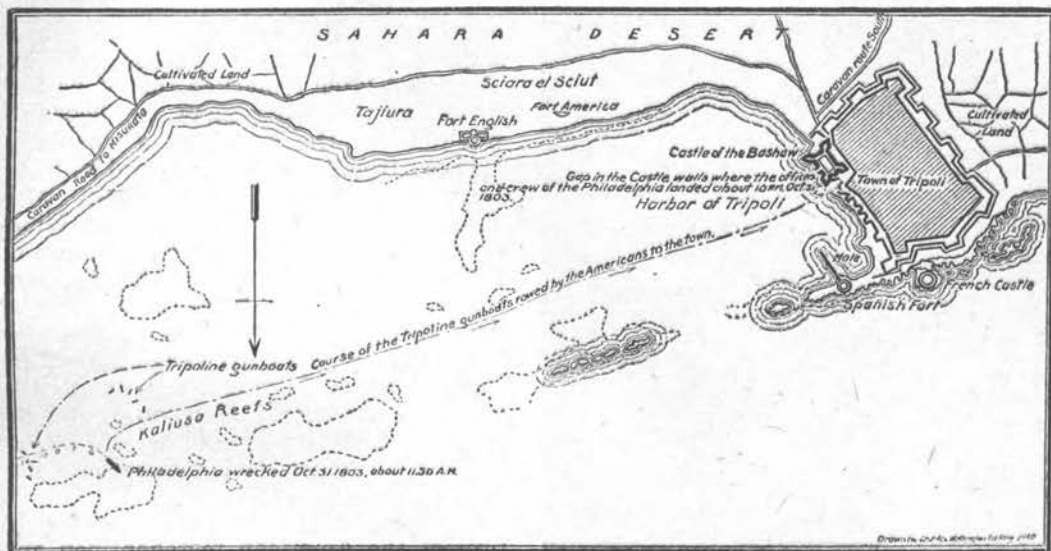 SAHARA DESERT
Cultivated Land
Sciara el Sciut
Caravan route South
Tajiura
Fort America
Fort English
Cultivated
Land
Caravan Road to Misurata
Castle of the Bashaw
Town of Tripoli
Gap in the Castle walls where the officers
and crew of the Philadelphia landed about 10 P.M. Oct 31
1803.
Harbor of Tripoli
Mole
French Castle
Spanish Fort
Course of the Tripoline gunboats rowed by the Americans to the town.
Tripoline gunboats
Kaliusa Reefs
Philadelphia wrecked Oct. 31 1803, about 11.30 A.M.
Drawn by